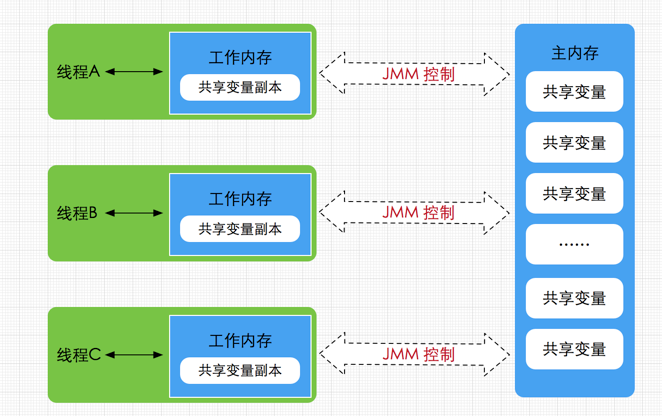 线程A
工作内存
共享变量副本
JMM 控制
线程B
工作内存
共享变量副本
JMM 控制
线程C
工作内存
共享变量副本
JMM 控制
主内存
共享变量
共享变量
共享变量
……
共享变量
共享变量